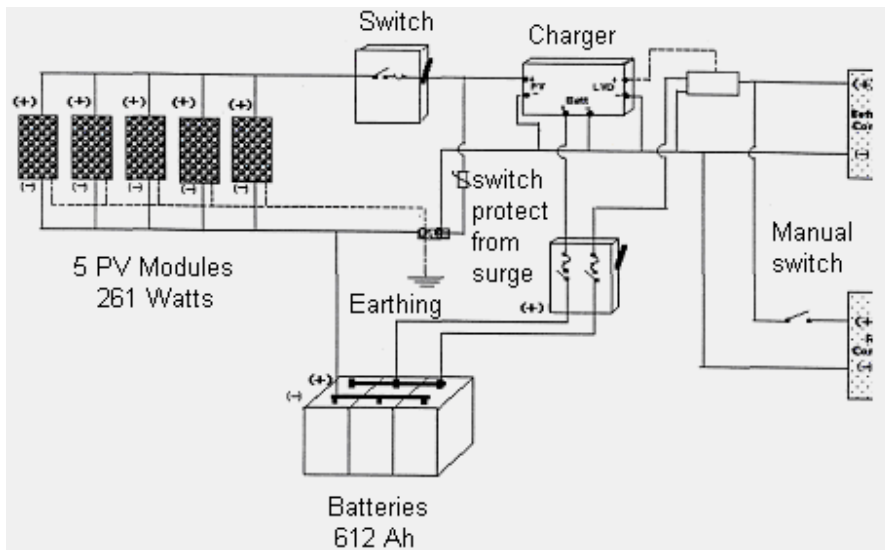 Switch
Charger
(+) (+) (+) (+) (+)
+ PV − Batt LVD + −
(+)
(−)
(−) (−) (−) (−) (−)
switch
protect
from
surge
Manual
switch
5 PV Modules
261 Watts
Earthing
(+)
(+)
(−)
(+)
(−)
Batteries
612 Ah